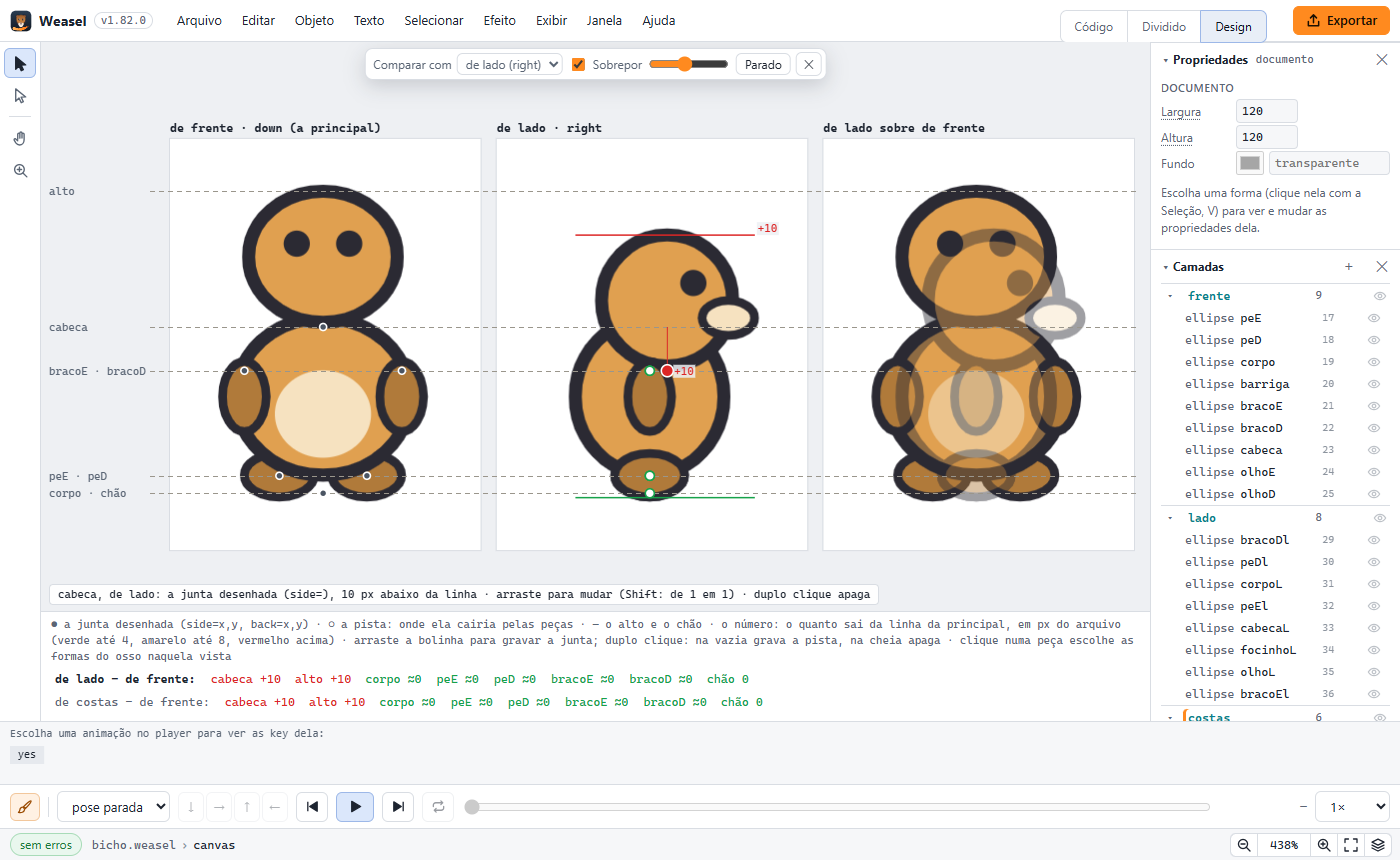 Weasel v1.82.0 Arquivo Editar Objeto Texto Selecionar Efeito Exibir Janela Ajuda Código Dividido Design Exportar
Comparar com de lado (right) Sobrepor Parado
de frente · down (a principal)
de lado · right
de lado sobre de frente
alto
cabeca
bracoE · bracoD
peE · peD
corpo · chão
+10
+10
cabeca, de lado: a junta desenhada (side=), 10 px abaixo da linha · arraste para mudar (Shift: de 1 em 1) · duplo clique apaga
● a junta desenhada (side=x,y, back=x,y) · ○ a pista: onde ela cairia pelas peças · — o alto e o chão · o número: o quanto sai da linha da principal, em px do arquivo
(verde até 4, amarelo até 8, vermelho acima) · arraste a bolinha para gravar a junta; duplo clique: na vazia grava a pista, na cheia apaga · clique numa peça escolhe as
formas do osso naquela vista
de lado − de frente: cabeca +10 alto +10 corpo ≈0 peE ≈0 peD ≈0 bracoE ≈0 bracoD ≈0 chão 0
de costas − de frente: cabeca +10 alto +10 corpo ≈0 peE ≈0 peD ≈0 bracoE ≈0 bracoD ≈0 chão 0
Propriedades documento
DOCUMENTO
Largura 120
Altura 120
Fundo transparente
Escolha uma forma (clique nela com a
Seleção, V) para ver e mudar as
propriedades dela.
Camadas
frente 9
ellipse peE 17
ellipse peD 18
ellipse corpo 19
ellipse barriga 20
ellipse bracoE 21
ellipse bracoD 22
ellipse cabeca 23
ellipse olhoE 24
ellipse olhoD 25
lado 8
ellipse bracoDl 29
ellipse peDl 30
ellipse corpoL 31
ellipse peEl 32
ellipse cabecaL 33
ellipse focinhoL 34
ellipse olhoL 35
ellipse bracoEl 36
costas 6
Escolha uma animação no player para ver as key dela:
yes
pose parada ↓ → ↑ ← − 1×
sem erros bicho.weasel › canvas 438%